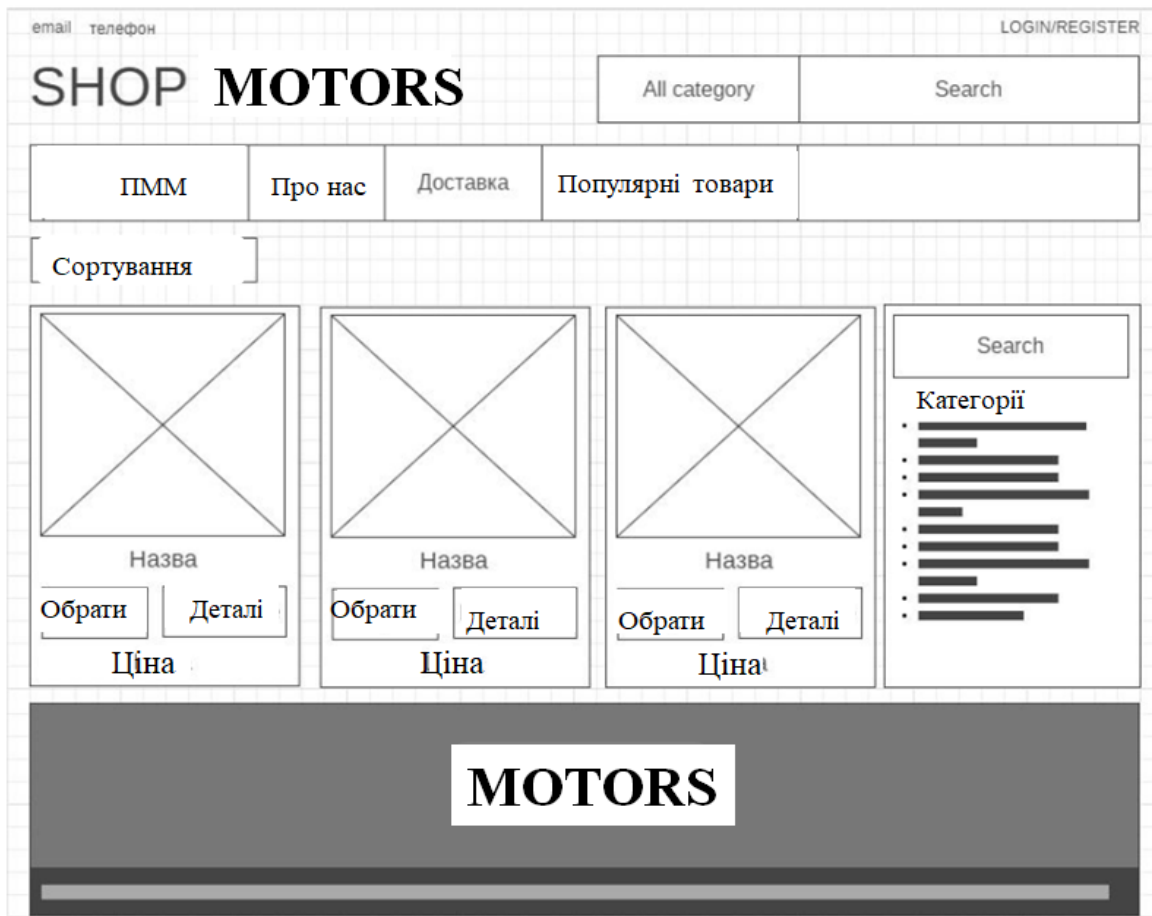 email телефон LOGIN/REGISTER
SHOP MOTORS All category Search
ПММ Про нас Доставка Популярні товари
Сортування
Search
Категорії
Назва Назва Назва
Обрати Деталі Обрати Деталі Обрати Деталі
Ціна Ціна Ціна
MOTORS